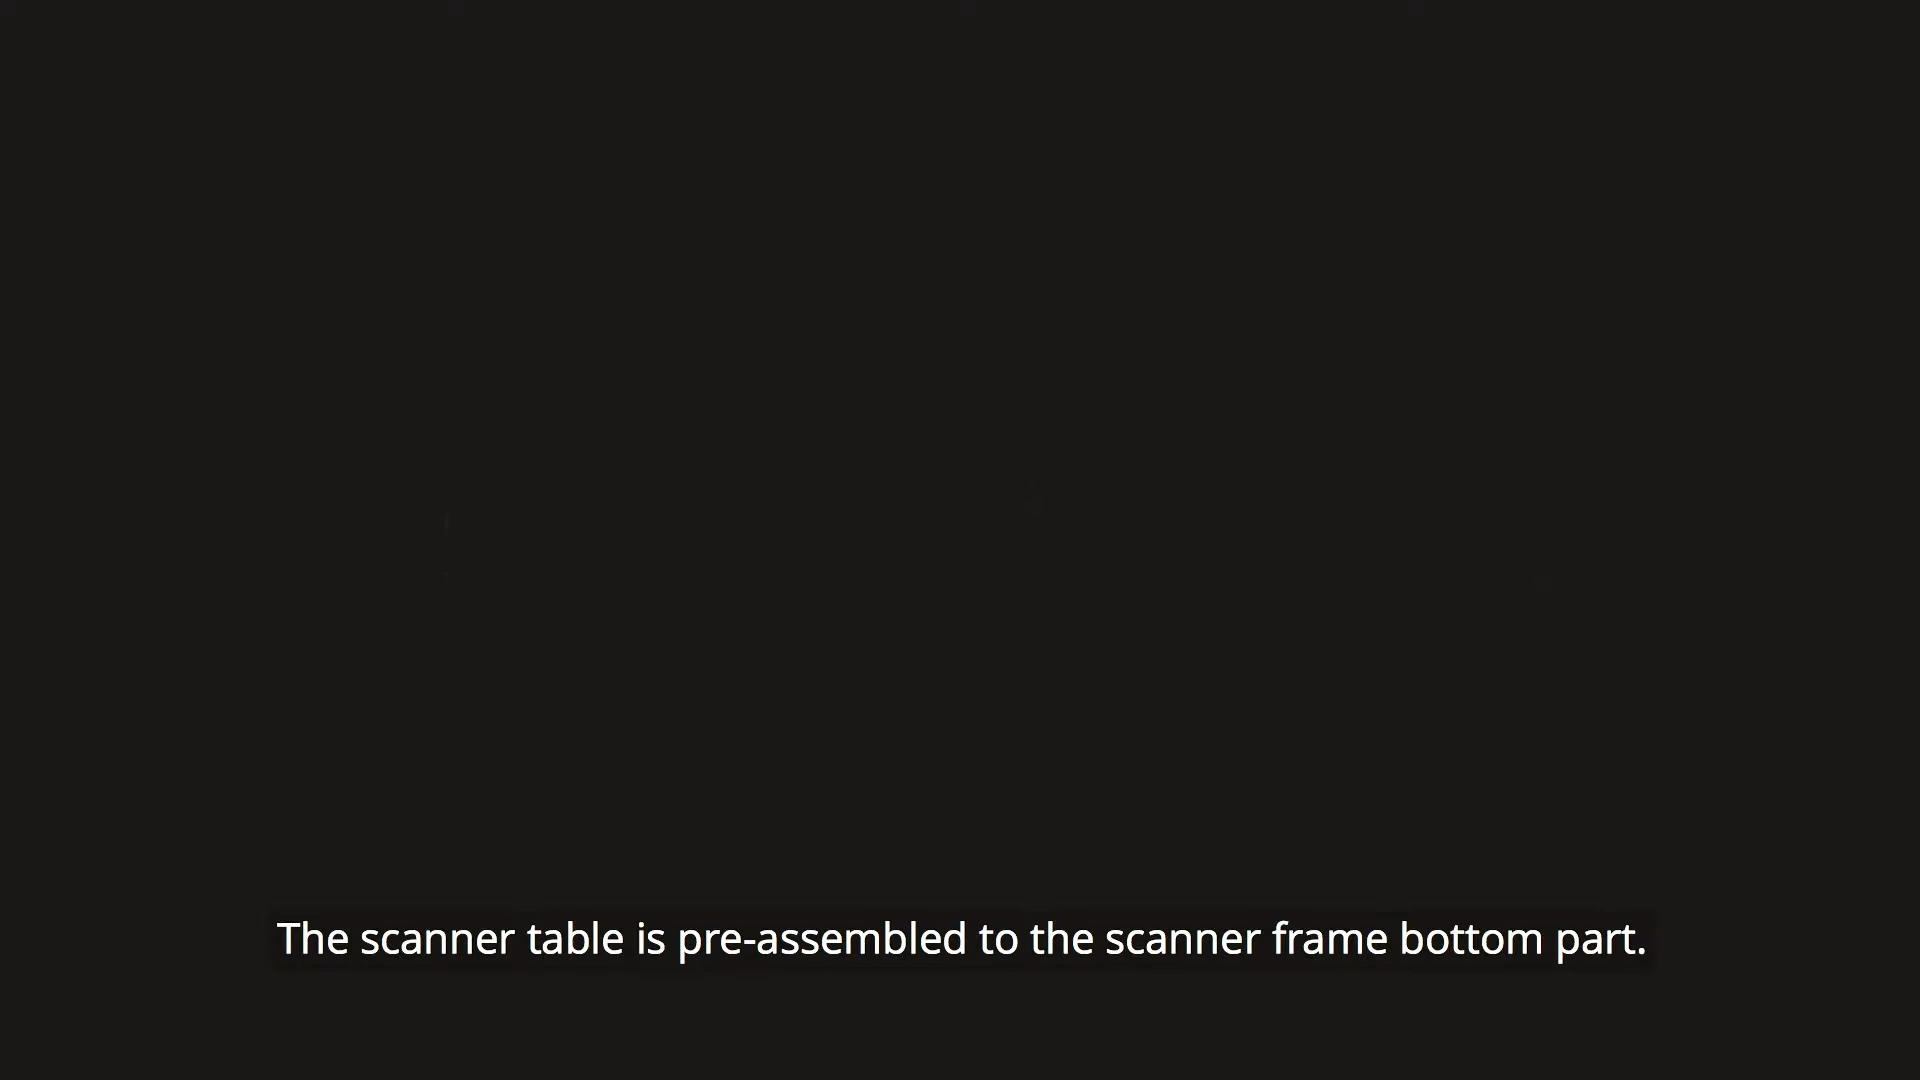 The scanner table is pre-assembled to the scanner frame bottom part.